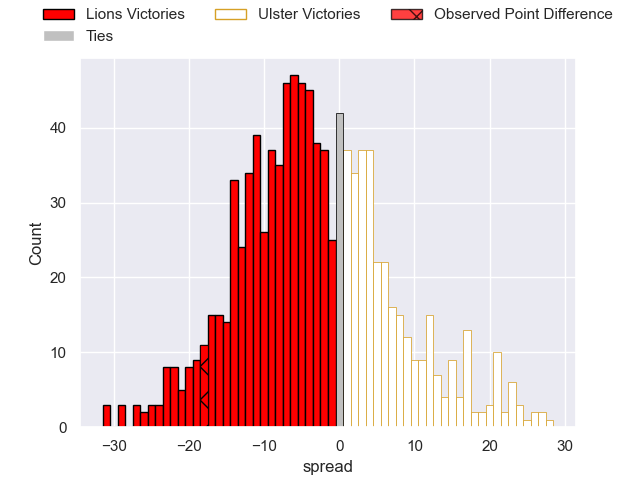 Lions Victories
Ulster Victories
Observed Point Difference
Ties
Count
40
30
20
10
0
−30
−20
−10
0
10
20
30
spread